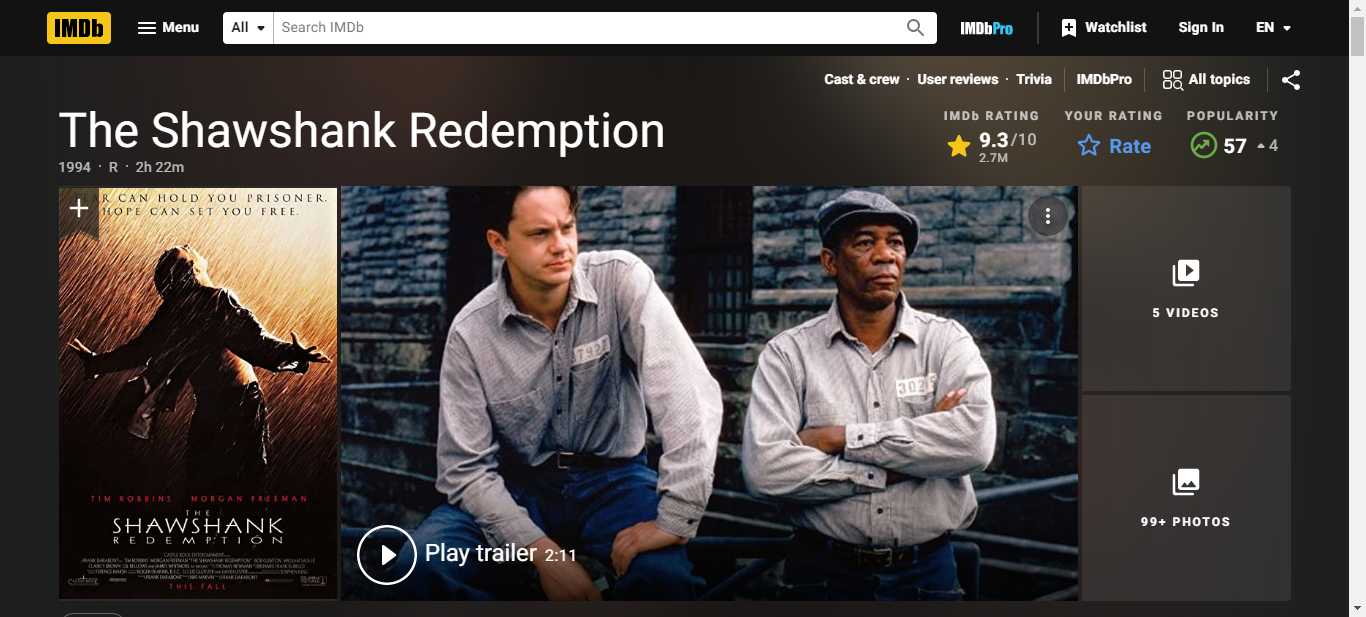 IMDb
Menu
All
Search IMDb
IMDbPro
Watchlist
Sign In
EN
Cast & crew · User reviews · Trivia
IMDbPro
All topics
The Shawshank Redemption
1994 · R · 2h 22m
IMDb RATING
9.3/10
2.7M
YOUR RATING
Rate
POPULARITY
57
4
CAN HOLD YOU PRISONER.
HOPE CAN SET YOU FREE.
TIM ROBBINS MORGAN FREEMAN
THE
SHAWSHANK
REDEMPTION
THIS FALL
Play trailer 2:11
5 VIDEOS
99+ PHOTOS